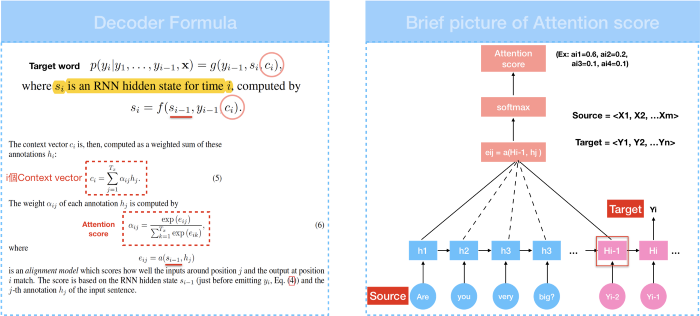 Decoder Formula
Target word p(y_i|y_1, . . . , y_{i−1}, x) = g(y_{i−1}, s_i, c_i),
where s_i is an RNN hidden state for time i, computed by
s_i = f(s_{i−1}, y_{i−1}, c_i).
The context vector c_i is, then, computed as a weighted sum of these
annotations h_i:
i個Context vector c_i = ∑_{j=1}^{T_x} α_{ij}h_j. (5)
The weight α_{ij} of each annotation h_j is computed by
Attention
score
α_{ij} = exp (e_{ij}) / ∑_{k=1}^{T_x} exp (e_{ik}), (6)
where
e_{ij} = a(s_{i−1}, h_j)
is an alignment model which scores how well the inputs around position j and the output at position
i match. The score is based on the RNN hidden state s_{i−1} (just before emitting y_i, Eq. (4)) and the
j-th annotation h_j of the input sentence.
Brief picture of Attention score
Attention
score
(Ex: ai1=0.6, ai2=0.2,
ai3=0.1, ai4=0.1)
softmax
Source = <X1, X2, ...Xm>
Target = <Y1, Y2, ...Yn>
eij = a(Hi-1, hj )
Target Yi
h1 h2 h3 h3 ... Hi-1 Hi ...
Source Are you very big? Yi-2 Yi-1